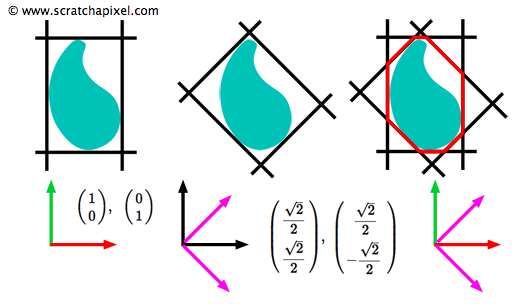 © www.scratchapixel.com
(1 0), (0 1)
(√2/2 √2/2), (√2/2 -√2/2)